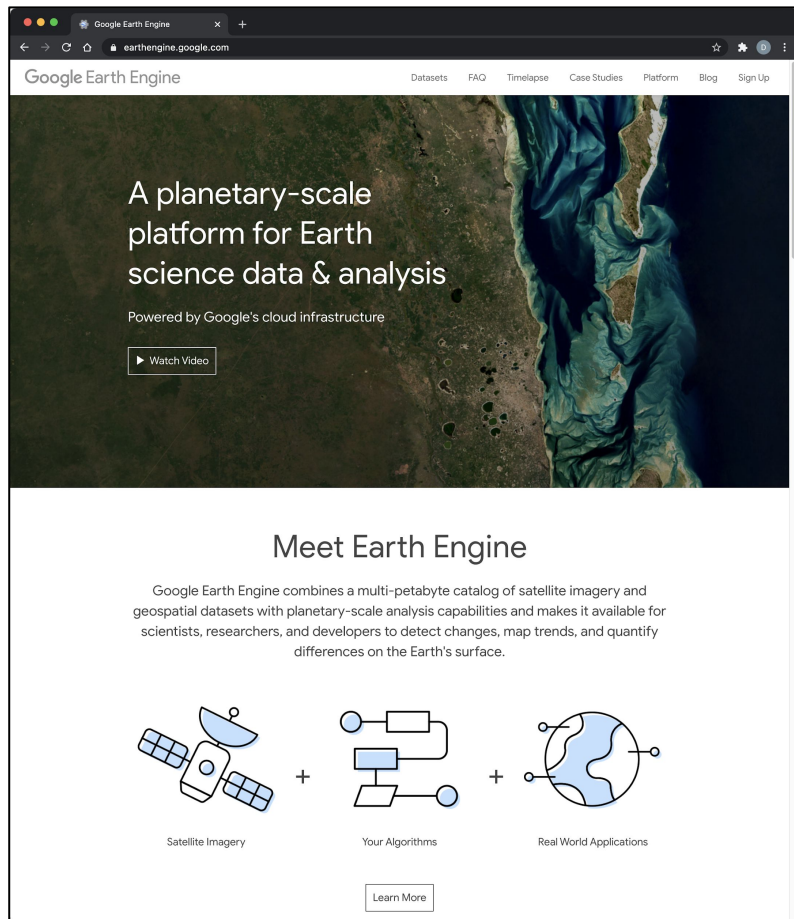 Google Earth Engine
earthengine.google.com
D
Google Earth Engine
Datasets FAQ Timelapse Case Studies Platform Blog Sign Up
A planetary-scale
platform for Earth
science data & analysis
Powered by Google's cloud infrastructure
Watch Video
Meet Earth Engine
Google Earth Engine combines a multi-petabyte catalog of satellite imagery and
geospatial datasets with planetary-scale analysis capabilities and makes it available for
scientists, researchers, and developers to detect changes, map trends, and quantify
differences on the Earth's surface.
+ +
Satellite Imagery Your Algorithms Real World Applications
Learn More